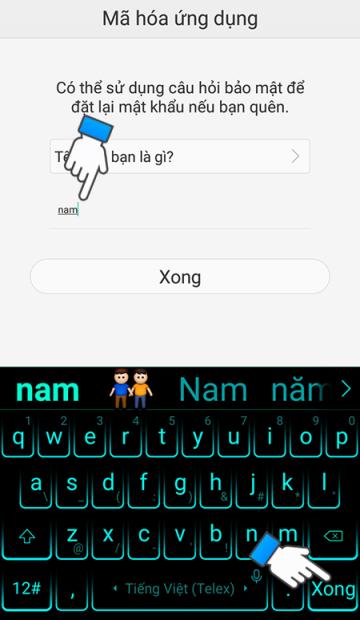 Mã hóa ứng dụng
Có thể sử dụng câu hỏi bảo mật để
đặt lại mật khẩu nếu bạn quên.
bạn là gì?
nam
Xong
nam Nam năm
1 2 3 4 5 6 7 8 9 0
q w e r t y u i o p
a s d f g h j k l
z x c v b n m
12# , Tiếng Việt (Telex) . Xong